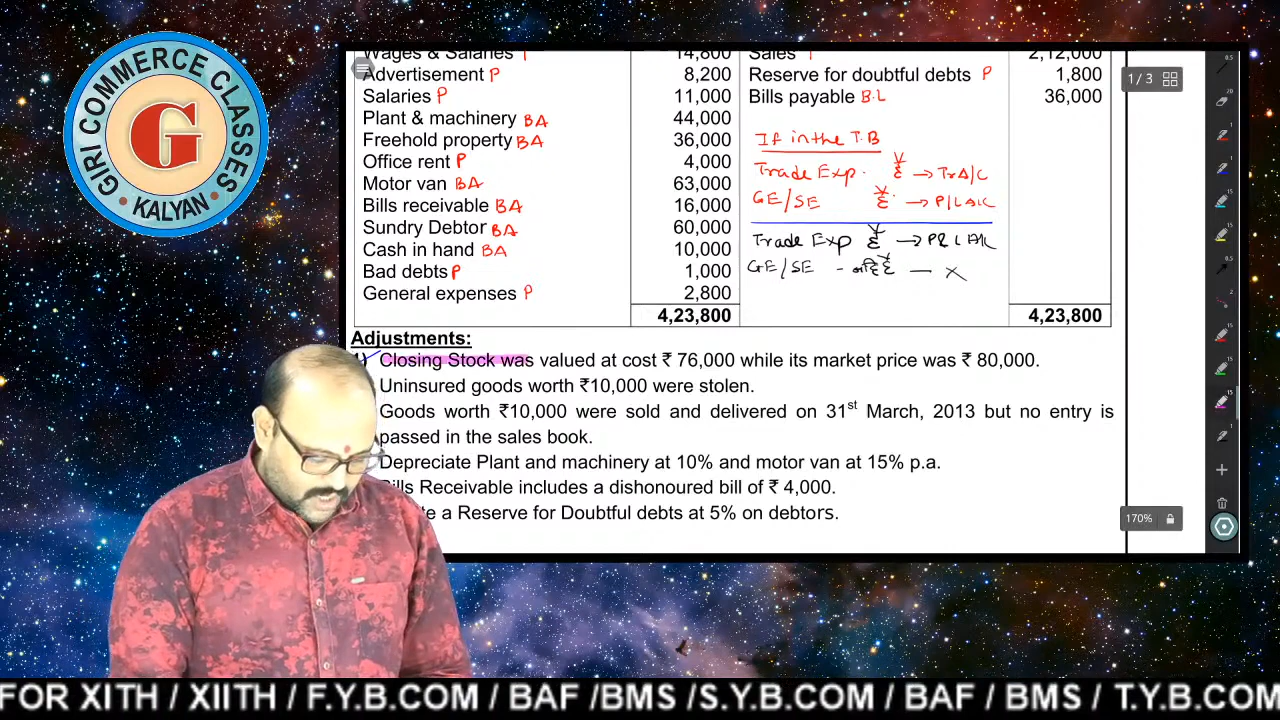 GIRI COMMERCE CLASSES
G
KALYAN
Wages & Salaries T 14,800 Sales T 2,12,000
Advertisement P 8,200 Reserve for doubtful debts P 1,800
Salaries P 11,000 Bills payable B.L 36,000
Plant & machinery BA 44,000
Freehold property BA 36,000
If in the T.B
Office rent P 4,000
Trade Exp. है → Tr A/C
Motor van BA 63,000
Bills receivable BA 16,000
GE/SE है → P/L A/C
Sundry Debtor BA 60,000
Trade Exp है → P & L A/C
Cash in hand BA 10,000
Bad debts P 1,000
GE/SE - नहीं है — X
General expenses P 2,800
4,23,800 4,23,800
Adjustments:
1) Closing Stock was valued at cost ₹ 76,000 while its market price was ₹ 80,000.
Uninsured goods worth ₹10,000 were stolen.
Goods worth ₹10,000 were sold and delivered on 31st March, 2013 but no entry is
passed in the sales book.
Depreciate Plant and machinery at 10% and motor van at 15% p.a.
Bills Receivable includes a dishonoured bill of ₹ 4,000.
a Reserve for Doubtful debts at 5% on debtors.
1/3
170%
FOR XITH / XIITH / F.Y.B.COM / BAF /BMS /S.Y.B.COM / BAF / BMS / T.Y.B.COM